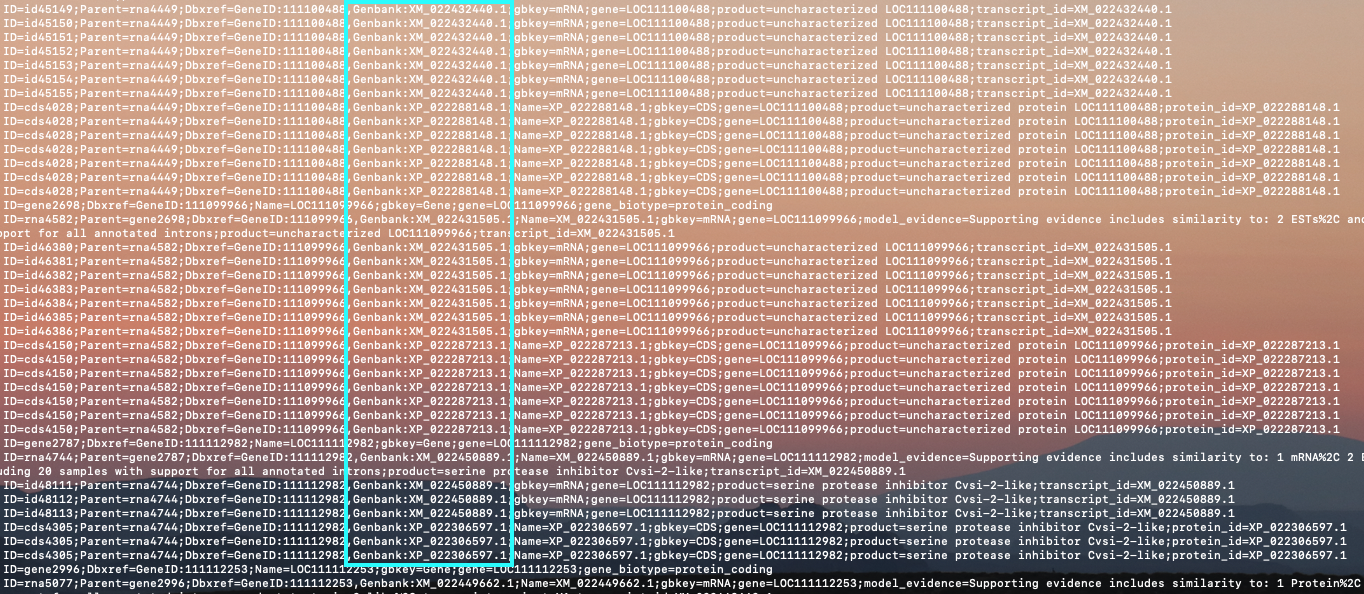 ID=id45149;Parent=rna4449;Dbxref=GeneID:111100488,Genbank:XM_022432440.1;gbkey=mRNA;gene=LOC111100488;product=uncharacterized LOC111100488;transcript_id=XM_022432440.1
ID=id45150;Parent=rna4449;Dbxref=GeneID:111100488,Genbank:XM_022432440.1;gbkey=mRNA;gene=LOC111100488;product=uncharacterized LOC111100488;transcript_id=XM_022432440.1
ID=id45151;Parent=rna4449;Dbxref=GeneID:111100488,Genbank:XM_022432440.1;gbkey=mRNA;gene=LOC111100488;product=uncharacterized LOC111100488;transcript_id=XM_022432440.1
ID=id45152;Parent=rna4449;Dbxref=GeneID:111100488,Genbank:XM_022432440.1;gbkey=mRNA;gene=LOC111100488;product=uncharacterized LOC111100488;transcript_id=XM_022432440.1
ID=id45153;Parent=rna4449;Dbxref=GeneID:111100488,Genbank:XM_022432440.1;gbkey=mRNA;gene=LOC111100488;product=uncharacterized LOC111100488;transcript_id=XM_022432440.1
ID=id45154;Parent=rna4449;Dbxref=GeneID:111100488,Genbank:XM_022432440.1;gbkey=mRNA;gene=LOC111100488;product=uncharacterized LOC111100488;transcript_id=XM_022432440.1
ID=id45155;Parent=rna4449;Dbxref=GeneID:111100488,Genbank:XM_022432440.1;gbkey=mRNA;gene=LOC111100488;product=uncharacterized LOC111100488;transcript_id=XM_022432440.1
ID=cds4028;Parent=rna4449;Dbxref=GeneID:111100488,Genbank:XP_022288148.1;Name=XP_022288148.1;gbkey=CDS;gene=LOC111100488;product=uncharacterized protein LOC111100488;protein_id=XP_022288148.1
ID=cds4028;Parent=rna4449;Dbxref=GeneID:111100488,Genbank:XP_022288148.1;Name=XP_022288148.1;gbkey=CDS;gene=LOC111100488;product=uncharacterized protein LOC111100488;protein_id=XP_022288148.1
ID=cds4028;Parent=rna4449;Dbxref=GeneID:111100488,Genbank:XP_022288148.1;Name=XP_022288148.1;gbkey=CDS;gene=LOC111100488;product=uncharacterized protein LOC111100488;protein_id=XP_022288148.1
ID=cds4028;Parent=rna4449;Dbxref=GeneID:111100488,Genbank:XP_022288148.1;Name=XP_022288148.1;gbkey=CDS;gene=LOC111100488;product=uncharacterized protein LOC111100488;protein_id=XP_022288148.1
ID=cds4028;Parent=rna4449;Dbxref=GeneID:111100488,Genbank:XP_022288148.1;Name=XP_022288148.1;gbkey=CDS;gene=LOC111100488;product=uncharacterized protein LOC111100488;protein_id=XP_022288148.1
ID=cds4028;Parent=rna4449;Dbxref=GeneID:111100488,Genbank:XP_022288148.1;Name=XP_022288148.1;gbkey=CDS;gene=LOC111100488;product=uncharacterized protein LOC111100488;protein_id=XP_022288148.1
ID=cds4028;Parent=rna4449;Dbxref=GeneID:111100488,Genbank:XP_022288148.1;Name=XP_022288148.1;gbkey=CDS;gene=LOC111100488;product=uncharacterized protein LOC111100488;protein_id=XP_022288148.1
ID=gene2698;Dbxref=GeneID:111099966;Name=LOC111099966;gbkey=Gene;gene=LOC111099966;gene_biotype=protein_coding
ID=rna4582;Parent=gene2698;Dbxref=GeneID:111099966,Genbank:XM_022431505.1;Name=XM_022431505.1;gbkey=mRNA;gene=LOC111099966;model_evidence=Supporting evidence includes similarity to: 2 ESTs%2C and
pport for all annotated introns;product=uncharacterized LOC111099966;transcript_id=XM_022431505.1
ID=id46380;Parent=rna4582;Dbxref=GeneID:111099966,Genbank:XM_022431505.1;gbkey=mRNA;gene=LOC111099966;product=uncharacterized LOC111099966;transcript_id=XM_022431505.1
ID=id46381;Parent=rna4582;Dbxref=GeneID:111099966,Genbank:XM_022431505.1;gbkey=mRNA;gene=LOC111099966;product=uncharacterized LOC111099966;transcript_id=XM_022431505.1
ID=id46382;Parent=rna4582;Dbxref=GeneID:111099966,Genbank:XM_022431505.1;gbkey=mRNA;gene=LOC111099966;product=uncharacterized LOC111099966;transcript_id=XM_022431505.1
ID=id46383;Parent=rna4582;Dbxref=GeneID:111099966,Genbank:XM_022431505.1;gbkey=mRNA;gene=LOC111099966;product=uncharacterized LOC111099966;transcript_id=XM_022431505.1
ID=id46384;Parent=rna4582;Dbxref=GeneID:111099966,Genbank:XM_022431505.1;gbkey=mRNA;gene=LOC111099966;product=uncharacterized LOC111099966;transcript_id=XM_022431505.1
ID=id46385;Parent=rna4582;Dbxref=GeneID:111099966,Genbank:XM_022431505.1;gbkey=mRNA;gene=LOC111099966;product=uncharacterized LOC111099966;transcript_id=XM_022431505.1
ID=id46386;Parent=rna4582;Dbxref=GeneID:111099966,Genbank:XM_022431505.1;gbkey=mRNA;gene=LOC111099966;product=uncharacterized LOC111099966;transcript_id=XM_022431505.1
ID=cds4150;Parent=rna4582;Dbxref=GeneID:111099966,Genbank:XP_022287213.1;Name=XP_022287213.1;gbkey=CDS;gene=LOC111099966;product=uncharacterized protein LOC111099966;protein_id=XP_022287213.1
ID=cds4150;Parent=rna4582;Dbxref=GeneID:111099966,Genbank:XP_022287213.1;Name=XP_022287213.1;gbkey=CDS;gene=LOC111099966;product=uncharacterized protein LOC111099966;protein_id=XP_022287213.1
ID=cds4150;Parent=rna4582;Dbxref=GeneID:111099966,Genbank:XP_022287213.1;Name=XP_022287213.1;gbkey=CDS;gene=LOC111099966;product=uncharacterized protein LOC111099966;protein_id=XP_022287213.1
ID=cds4150;Parent=rna4582;Dbxref=GeneID:111099966,Genbank:XP_022287213.1;Name=XP_022287213.1;gbkey=CDS;gene=LOC111099966;product=uncharacterized protein LOC111099966;protein_id=XP_022287213.1
ID=cds4150;Parent=rna4582;Dbxref=GeneID:111099966,Genbank:XP_022287213.1;Name=XP_022287213.1;gbkey=CDS;gene=LOC111099966;product=uncharacterized protein LOC111099966;protein_id=XP_022287213.1
ID=cds4150;Parent=rna4582;Dbxref=GeneID:111099966,Genbank:XP_022287213.1;Name=XP_022287213.1;gbkey=CDS;gene=LOC111099966;product=uncharacterized protein LOC111099966;protein_id=XP_022287213.1
ID=cds4150;Parent=rna4582;Dbxref=GeneID:111099966,Genbank:XP_022287213.1;Name=XP_022287213.1;gbkey=CDS;gene=LOC111099966;product=uncharacterized protein LOC111099966;protein_id=XP_022287213.1
ID=gene2787;Dbxref=GeneID:111112982;Name=LOC111112982;gbkey=Gene;gene=LOC111112982;gene_biotype=protein_coding
ID=rna4744;Parent=gene2787;Dbxref=GeneID:111112982,Genbank:XM_022450889.1;Name=XM_022450889.1;gbkey=mRNA;gene=LOC111112982;model_evidence=Supporting evidence includes similarity to: 1 mRNA%2C 2 E
uding 20 samples with support for all annotated introns;product=serine protease inhibitor Cvsi-2-like;transcript_id=XM_022450889.1
ID=id48111;Parent=rna4744;Dbxref=GeneID:111112982,Genbank:XM_022450889.1;gbkey=mRNA;gene=LOC111112982;product=serine protease inhibitor Cvsi-2-like;transcript_id=XM_022450889.1
ID=id48112;Parent=rna4744;Dbxref=GeneID:111112982,Genbank:XM_022450889.1;gbkey=mRNA;gene=LOC111112982;product=serine protease inhibitor Cvsi-2-like;transcript_id=XM_022450889.1
ID=id48113;Parent=rna4744;Dbxref=GeneID:111112982,Genbank:XM_022450889.1;gbkey=mRNA;gene=LOC111112982;product=serine protease inhibitor Cvsi-2-like;transcript_id=XM_022450889.1
ID=cds4305;Parent=rna4744;Dbxref=GeneID:111112982,Genbank:XP_022306597.1;Name=XP_022306597.1;gbkey=CDS;gene=LOC111112982;product=serine protease inhibitor Cvsi-2-like;protein_id=XP_022306597.1
ID=cds4305;Parent=rna4744;Dbxref=GeneID:111112982,Genbank:XP_022306597.1;Name=XP_022306597.1;gbkey=CDS;gene=LOC111112982;product=serine protease inhibitor Cvsi-2-like;protein_id=XP_022306597.1
ID=cds4305;Parent=rna4744;Dbxref=GeneID:111112982,Genbank:XP_022306597.1;Name=XP_022306597.1;gbkey=CDS;gene=LOC111112982;product=serine protease inhibitor Cvsi-2-like;protein_id=XP_022306597.1
ID=gene2996;Dbxref=GeneID:111112253;Name=LOC111112253;gbkey=Gene;gene=LOC111112253;gene_biotype=protein_coding
ID=rna5077;Parent=gene2996;Dbxref=GeneID:111112253,Genbank:XM_022449662.1;Name=XM_022449662.1;gbkey=mRNA;gene=LOC111112253;model_evidence=Supporting evidence includes similarity to: 1 Protein%2C